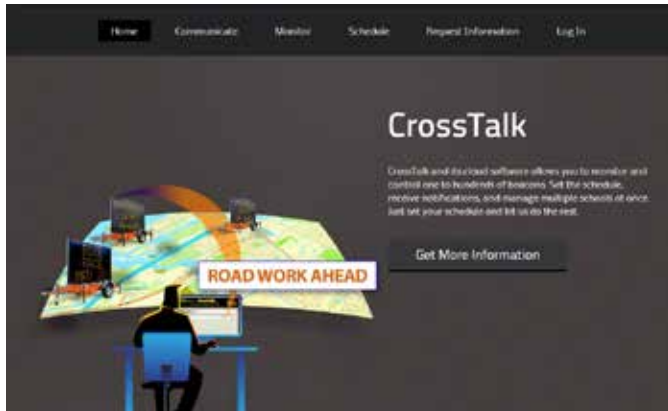 Home Communicate Monitor Schedule Request Information Log In
CrossTalk
CrossTalk and its cloud software allows you to monitor and
control one to hundreds of beacons. Set the schedule,
receive notifications, and manage multiple schools at once.
Just set your schedule and let us do the rest.
Get More Information
ROAD WORK AHEAD